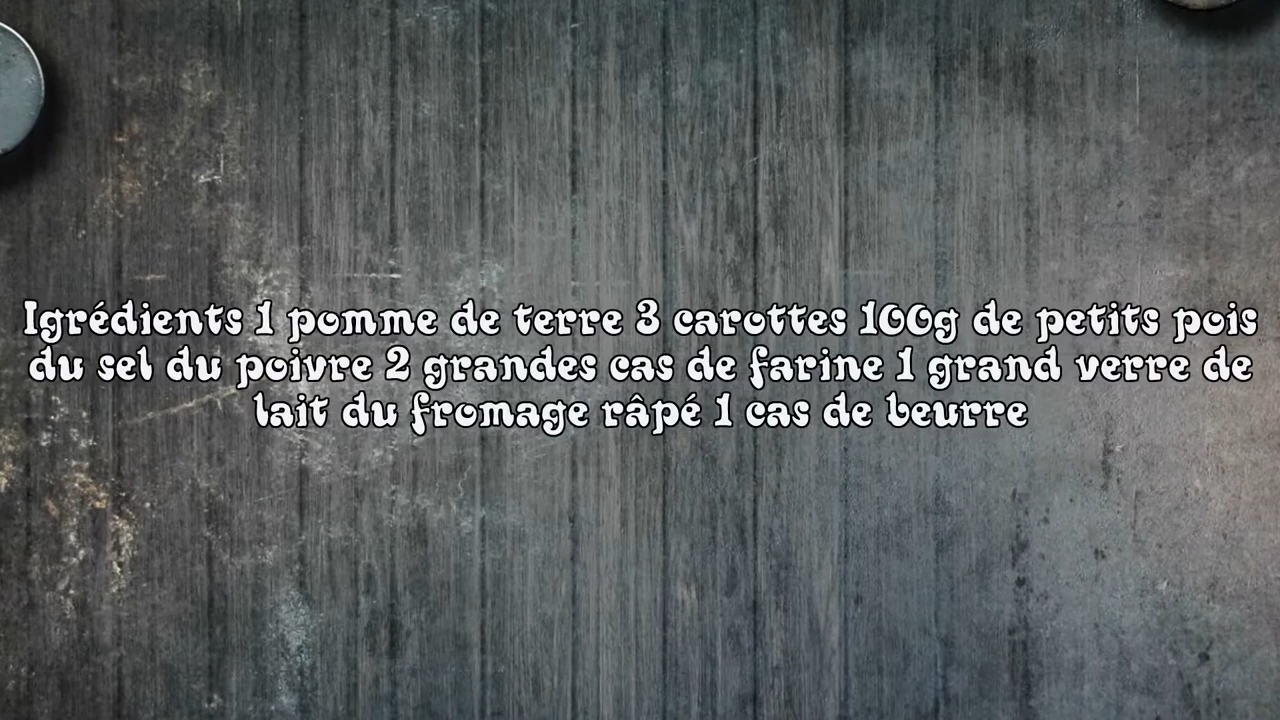 Igrédients 1 pomme de terre 3 carottes 100g de petits pois
du sel du poivre 2 grandes cas de farine 1 grand verre de
lait du fromage râpé 1 cas de beurre